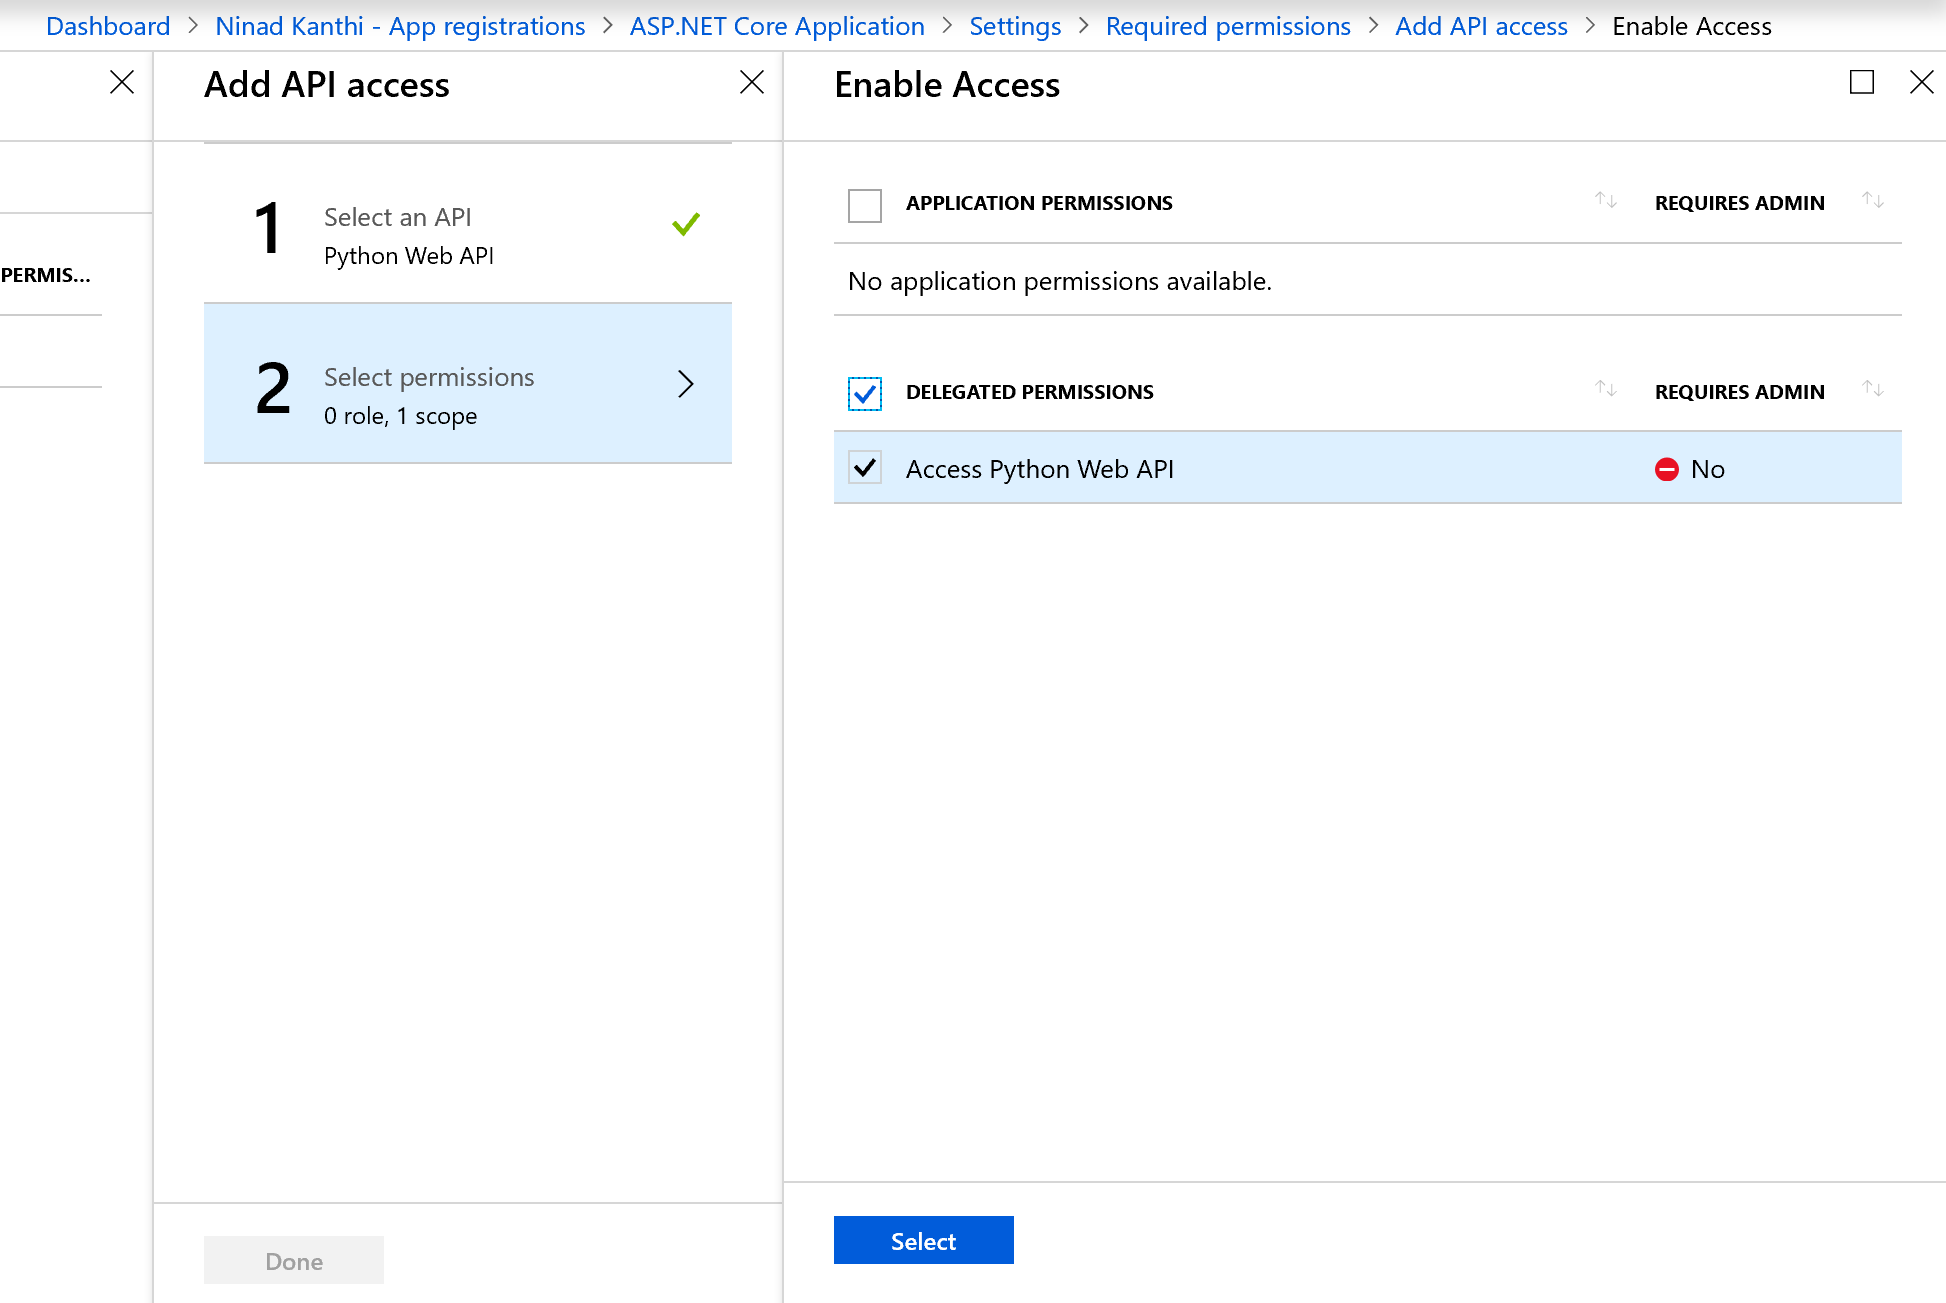 Dashboard > Ninad Kanthi - App registrations > ASP.NET Core Application > Settings > Required permissions > Add API access > Enable Access
PERMIS...
Add API access
1
Select an API
Python Web API
2
Select permissions
0 role, 1 scope
Done
Enable Access
APPLICATION PERMISSIONS REQUIRES ADMIN
No application permissions available.
DELEGATED PERMISSIONS REQUIRES ADMIN
Access Python Web API No
Select